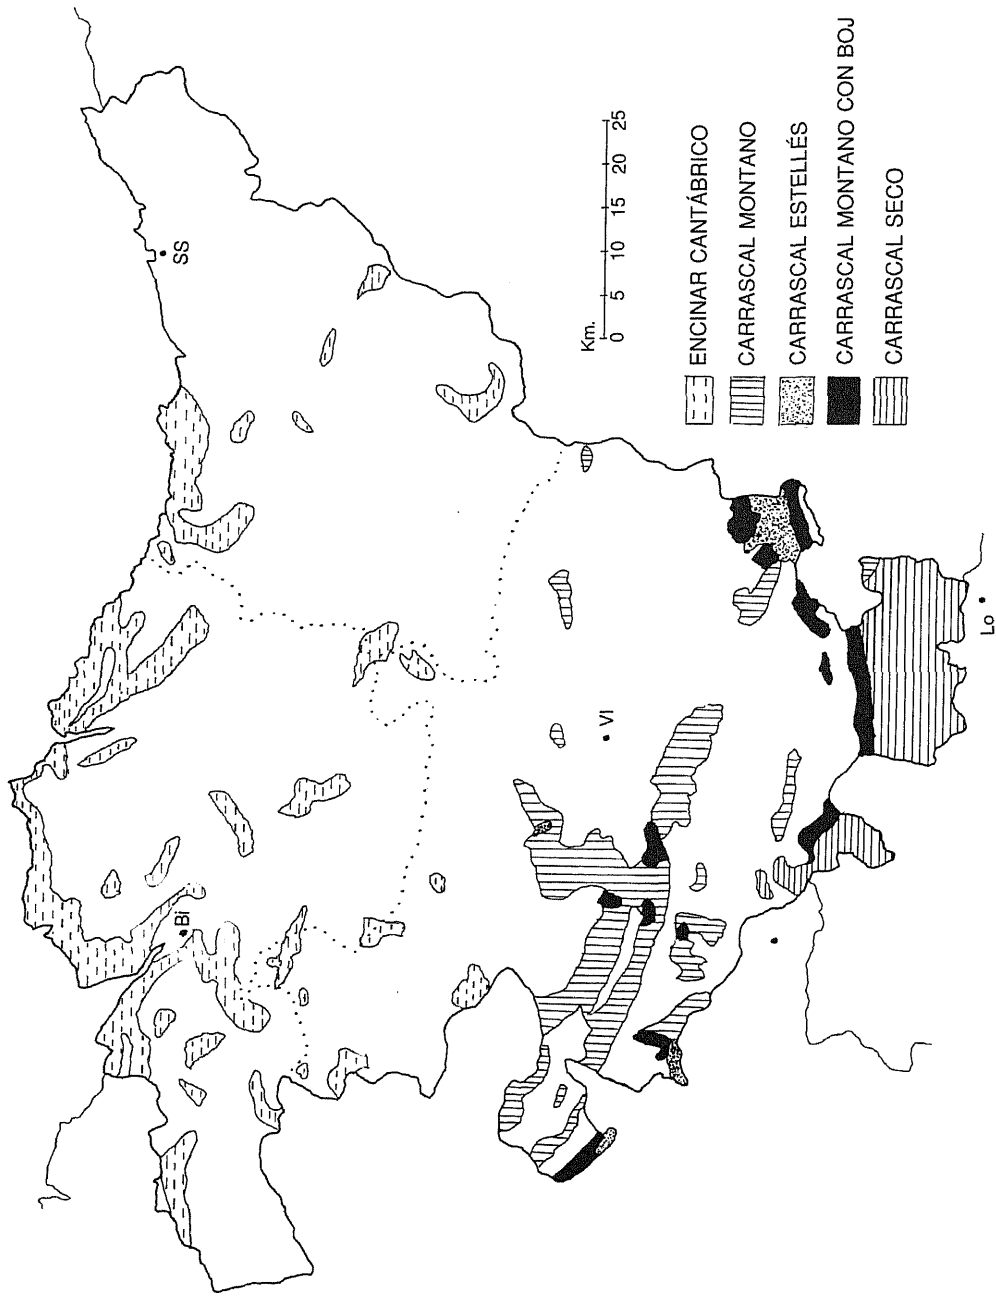 SS
Bi
VI
Lo
Km.
0 5 10 15 20 25
ENCINAR CANTÁBRICO
CARRASCAL MONTANO
CARRASCAL ESTELLÉS
CARRASCAL MONTANO CON BOJ
CARRASCAL SECO